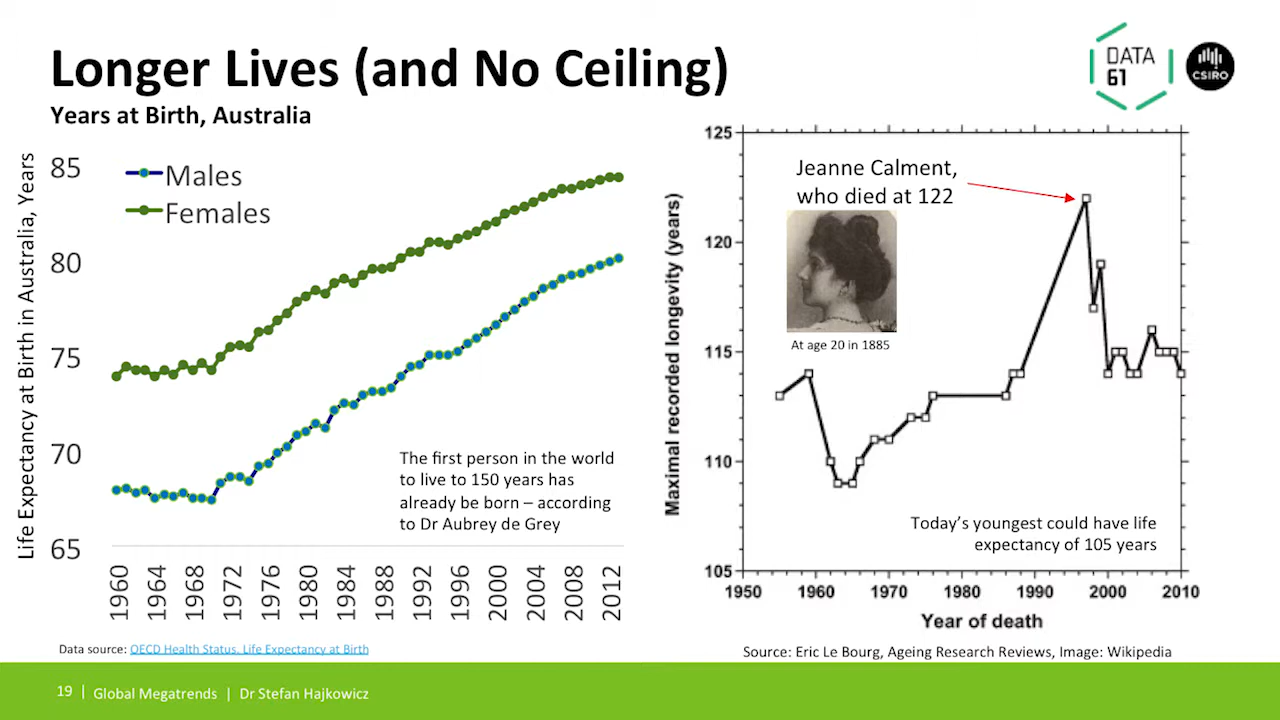 Longer Lives (and No Ceiling)
Years at Birth, Australia
DATA
61
CSIRO
Life Expectancy at Birth in Australia, Years
85
80
75
70
65
Males
Females
The first person in the world
to live to 150 years has
already be born – according
to Dr Aubrey de Grey
1960
1964
1968
1972
1976
1980
1984
1988
1992
1996
2000
2004
2008
2012
Data source: OECD Health Status, Life Expectancy at Birth
Maximal recorded longevity (years)
125
120
115
110
105
Jeanne Calment,
who died at 122
At age 20 in 1885
Today's youngest could have life
expectancy of 105 years
1950
1960
1970
1980
1990
2000
2010
Year of death
Source: Eric Le Bourg, Ageing Research Reviews, Image: Wikipedia
19 | Global Megatrends | Dr Stefan Hajkowicz